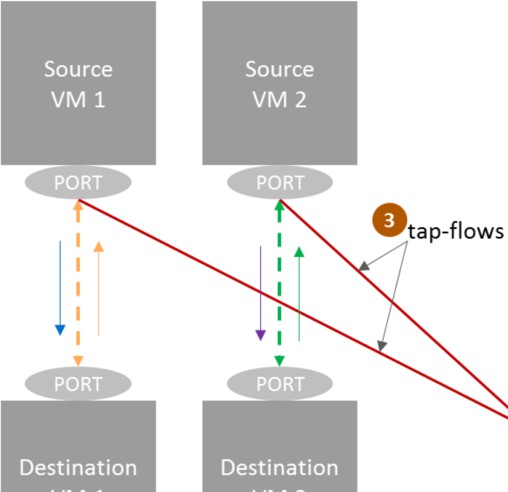 Source
VM 1
Source
VM 2
PORT
PORT
3
tap-flows
PORT
PORT
Destination
Destination